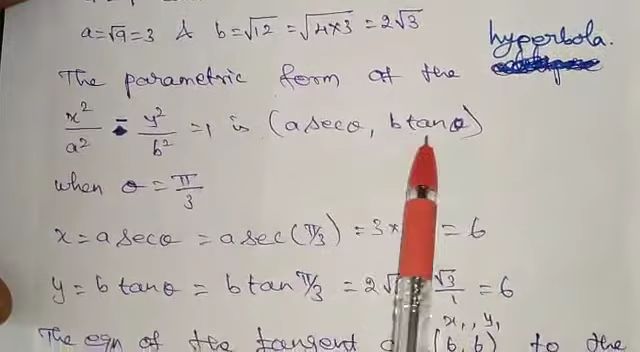 a = √9 = 3 & b = √12 = √4×3 = 2√3
The parametric form of the hyperbola.
x²/a² - y²/b² = 1 is (a secθ, b tanθ)
when θ = π/3
x = a secθ = a sec(π/3) = 3× = 6
y = b tanθ = b tan π/3 = 2√ √3/1 = 6
x₁, y₁
The eqn of the tangent (6, 6) to the